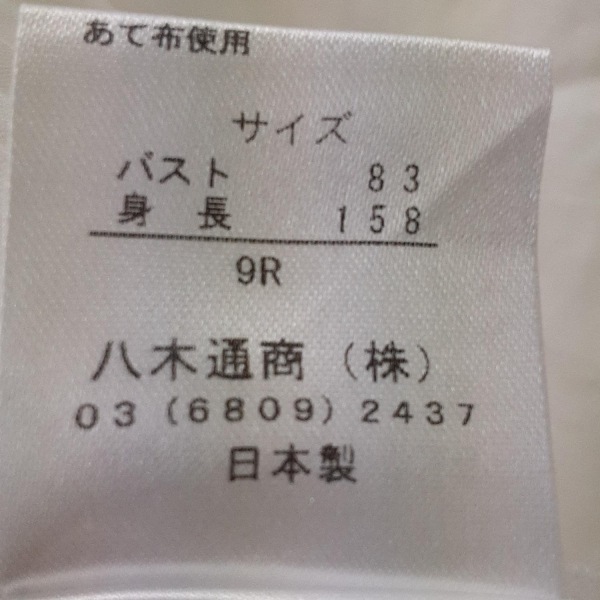 あて布使用
サイズ
バスト 83
身長 158
9R
八木通商（株）
03（6809）2437
日本製